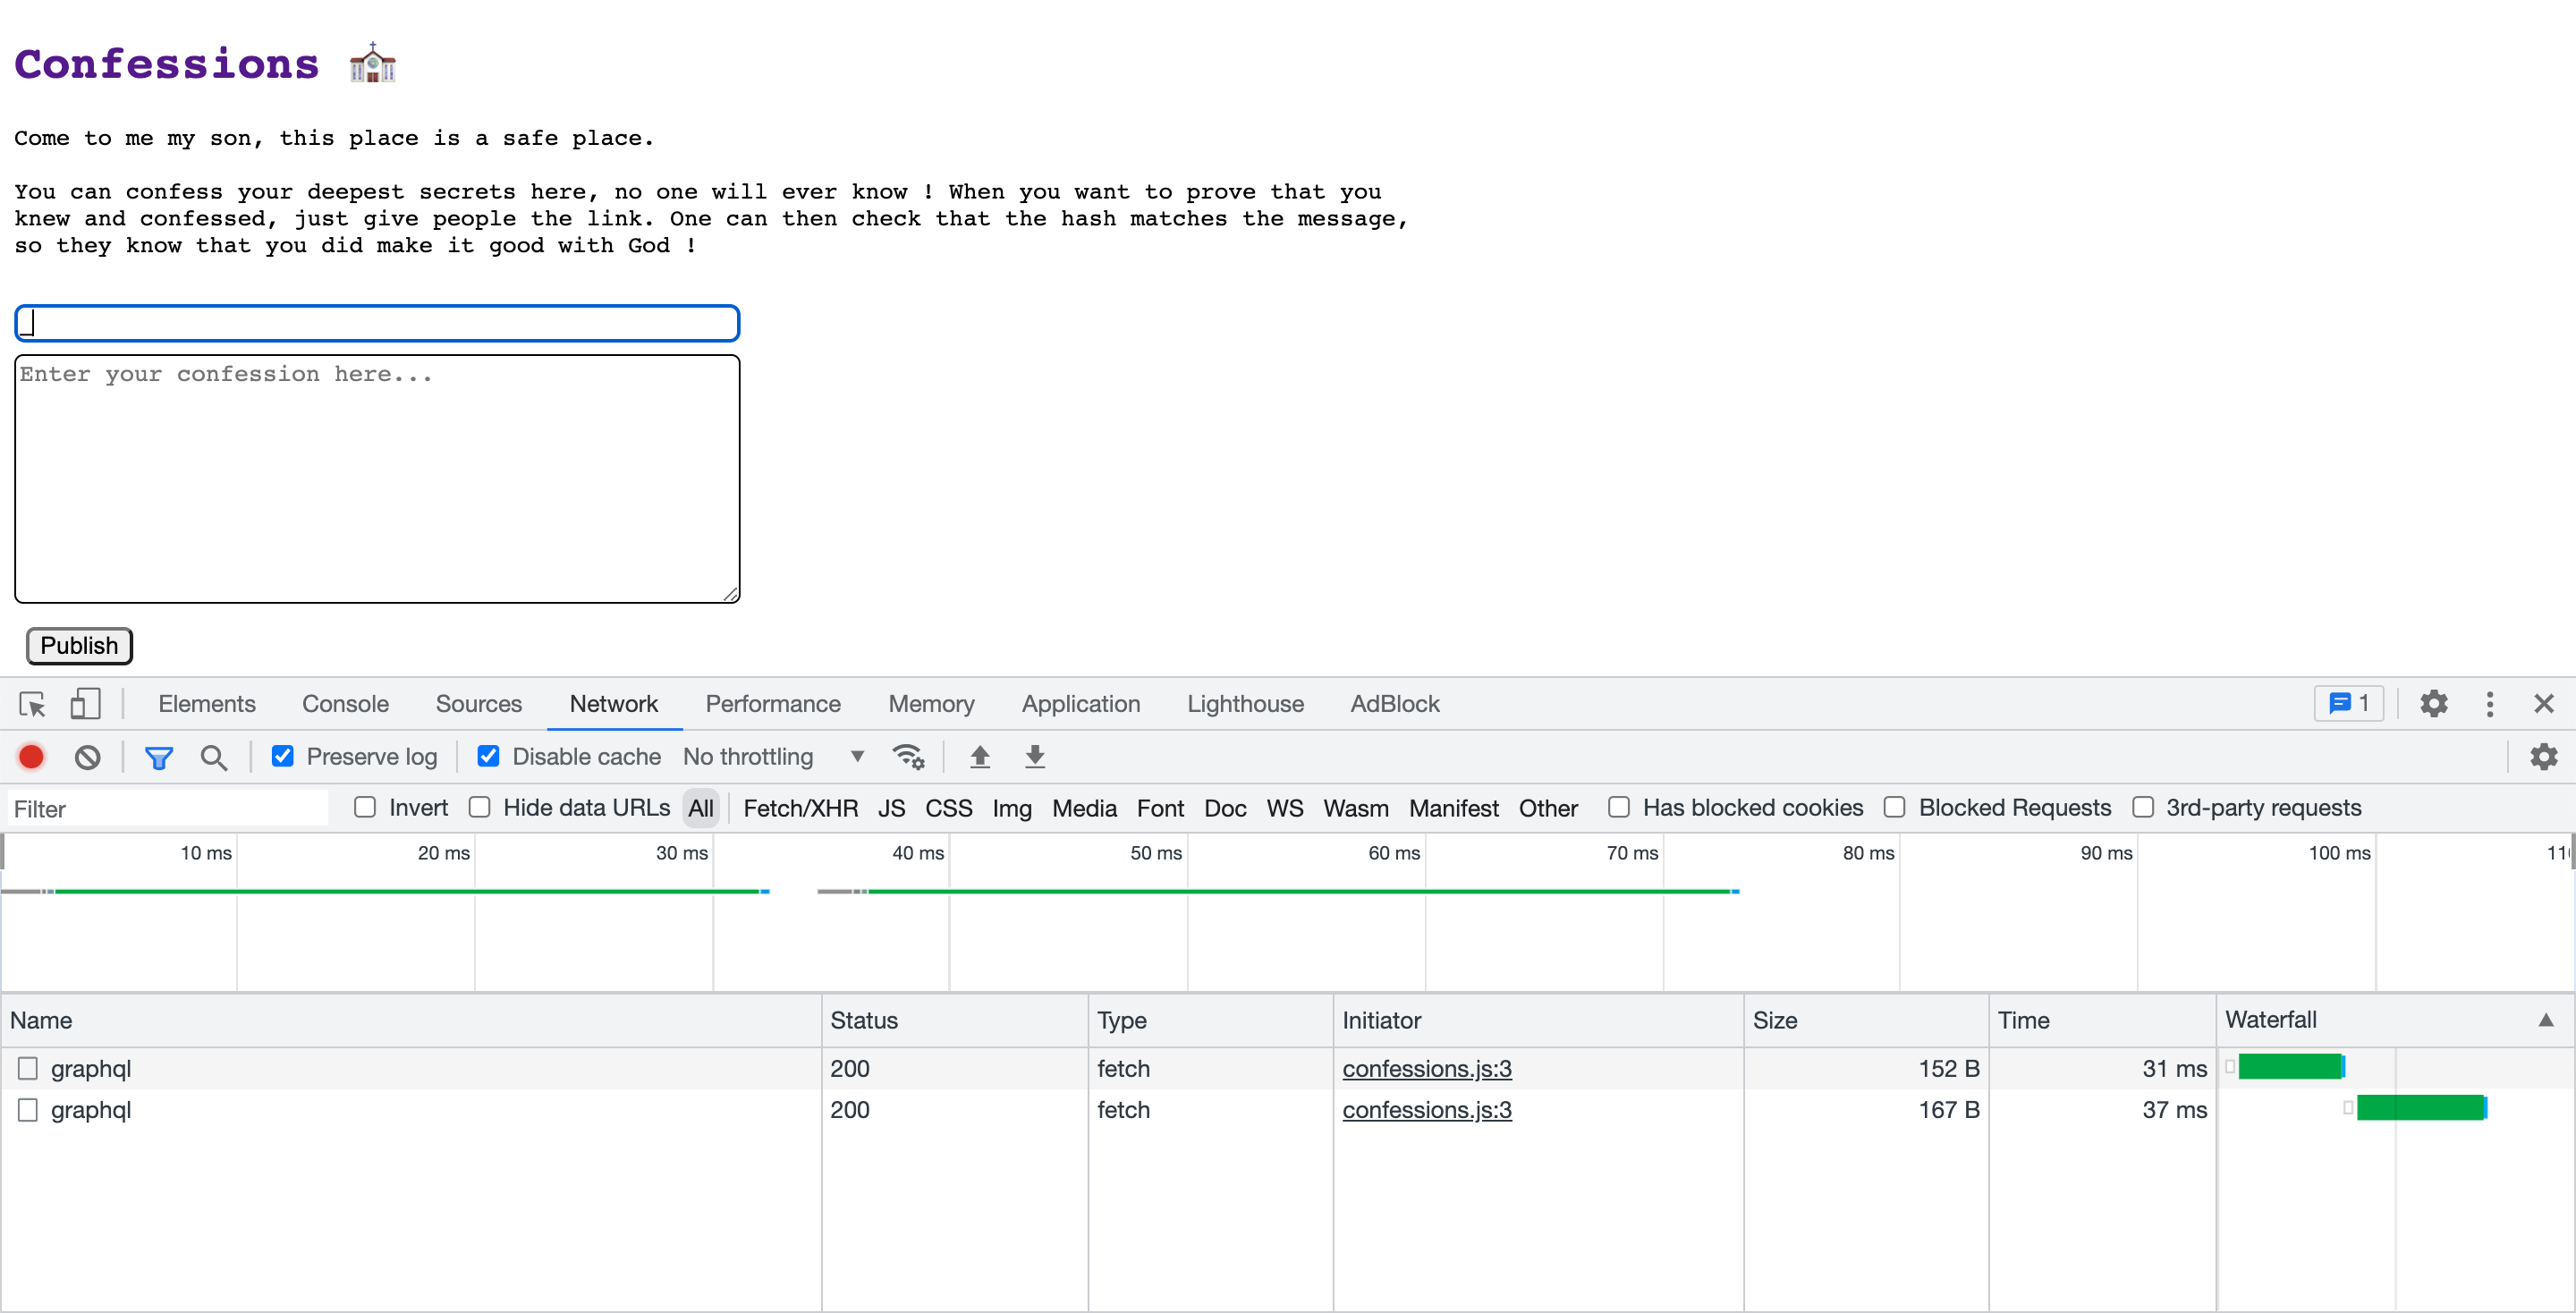 Confessions
Come to me my son, this place is a safe place.
You can confess your deepest secrets here, no one will ever know ! When you want to prove that you
knew and confessed, just give people the link. One can then check that the hash matches the message,
so they know that you did make it good with God !
_
Enter your confession here...
Publish
Elements Console Sources Network Performance Memory Application Lighthouse AdBlock 1
Preserve log Disable cache No throttling
Filter Invert Hide data URLs All Fetch/XHR JS CSS Img Media Font Doc WS Wasm Manifest Other Has blocked cookies Blocked Requests 3rd-party requests
10 ms 20 ms 30 ms 40 ms 50 ms 60 ms 70 ms 80 ms 90 ms 100 ms
Name Status Type Initiator Size Time Waterfall
graphql 200 fetch confessions.js:3 152 B 31 ms
graphql 200 fetch confessions.js:3 167 B 37 ms